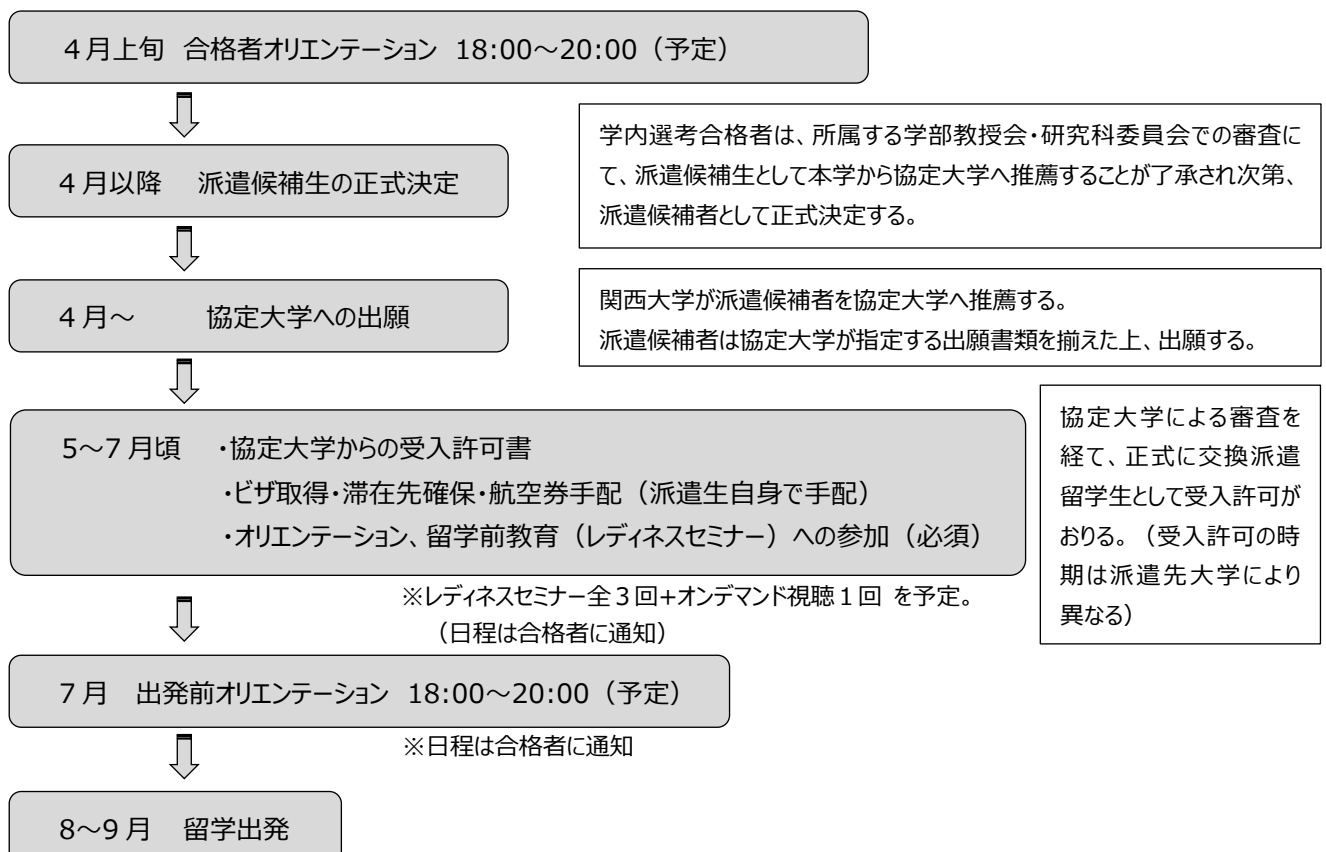 4月上旬 合格者オリエンテーション 18:00～20:00（予定）
4月以降 派遣候補生の正式決定
学内選考合格者は、所属する学部教授会・研究科委員会での審査に
て、派遣候補生として本学から協定大学へ推薦することが了承され次第、
派遣候補者として正式決定する。
4月～ 協定大学への出願
関西大学が派遣候補者を協定大学へ推薦する。
派遣候補者は協定大学が指定する出願書類を揃えた上、出願する。
5～7月頃 ・協定大学からの受入許可書
・ビザ取得・滞在先確保・航空券手配（派遣生自身で手配）
・オリエンテーション、留学前教育（レディネスセミナー）への参加（必須）
協定大学による審査を
経て、正式に交換派遣
留学生として受入許可が
おりる。（受入許可の時
期は派遣先大学により
異なる）
※レディネスセミナー全3回+オンデマンド視聴1回 を予定。
（日程は合格者に通知）
7月 出発前オリエンテーション 18:00～20:00（予定）
※日程は合格者に通知
8～9月 留学出発